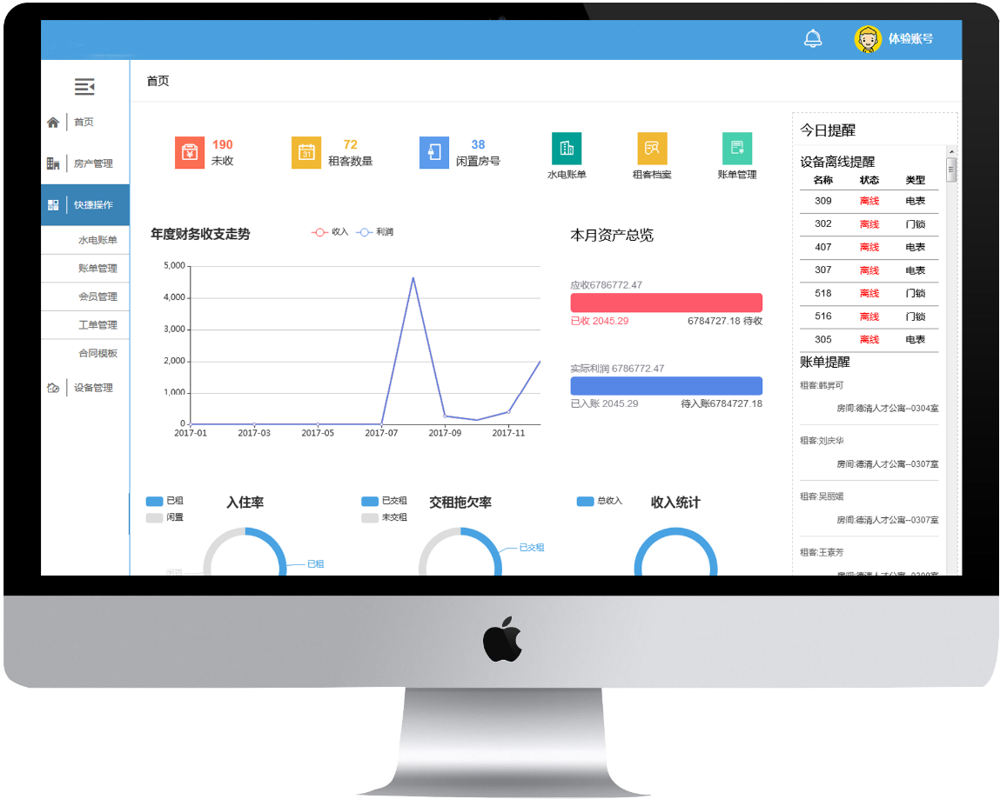 体验账号
首页
首页
房产管理
快捷操作
水电账单
账单管理
会员管理
工单管理
合同模板
设备管理
190
未收
31
72
租客数量
38
闲置房号
水电账单
租客档案
账单管理
年度财务收支走势
收入
利润
5,000
4,000
3,000
2,000
1,000
0
2017-01 2017-03 2017-05 2017-07 2017-09 2017-11
本月资产总览
应收6786772.47
已收 2045.29 6784727.18 待收
实际利润 6786772.47
已入账 2045.29 待入账6784727.18
已租
闲置
入住率
已租
闲置
已交租
未交租
交租拖欠率
已交租
总收入
收入统计
今日提醒
设备离线提醒
名称 状态 类型
309 离线 电表
302 离线 门锁
407 离线 电表
307 离线 电表
518 离线 门锁
516 离线 门锁
305 离线 电表
账单提醒
租客:韩昇可
房间:德清人才公寓--0304室
租客:刘庆华
房间:德清人才公寓--0307室
租客:吴丽媛
房间:德清人才公寓--0307室
租客:王素芳